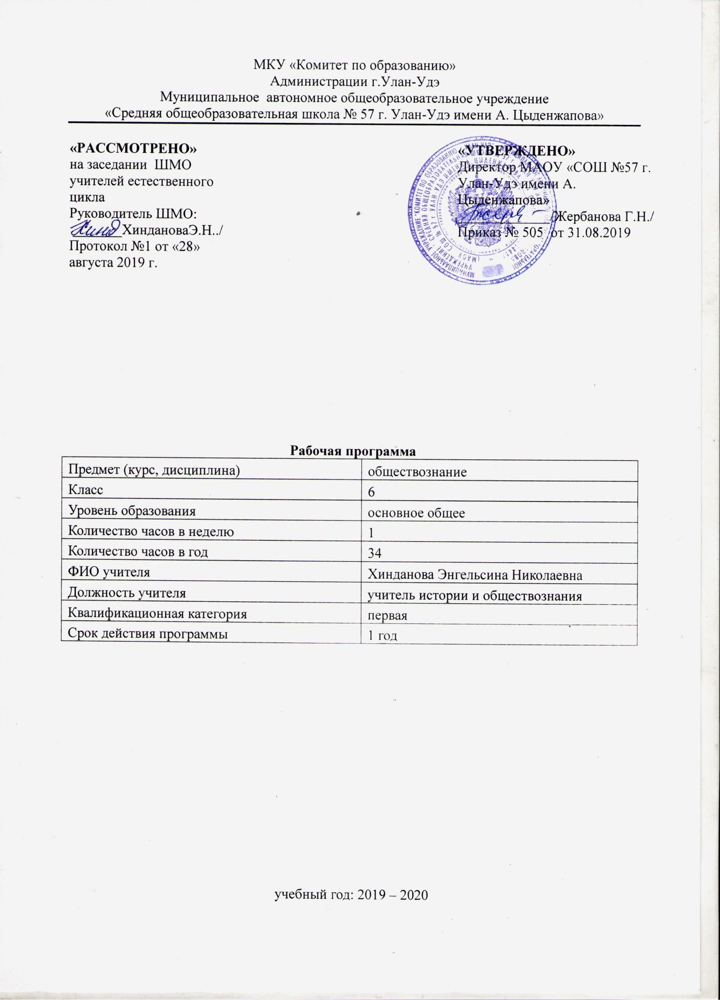 МКУ «Комитет по образованию»
Администрации г.Улан-Удэ
Муниципальное  автономное общеобразовательное учреждение
«Средняя общеобразовательная школа № 57 г. Улан-Удэ имени А. Цыденжапова»
«РАССМОТРЕНО»
на заседании  ШМО
учителей естественного
цикла
Руководитель ШМО:
_______ХиндановаЭ.Н../
Протокол №1 от «28»
августа 2019 г.
«УТВЕРЖДЕНО»
Директор МАОУ «СОШ №57 г.
Улан-Удэ имени А.
Цыденжапова»
_____________/Жербанова Г.Н./
Приказ № 505  от 31.08.2019
Рабочая программа
Предмет (курс, дисциплина) обществознание
Класс 6
Уровень образования основное общее
Количество часов в неделю 1
Количество часов в год 34
ФИО учителя Хинданова Энгельсина Николаевна
Должность учителя учитель истории и обществознания
Квалификационная категория первая
Срок действия программы 1 год
учебный год: 2019 – 2020